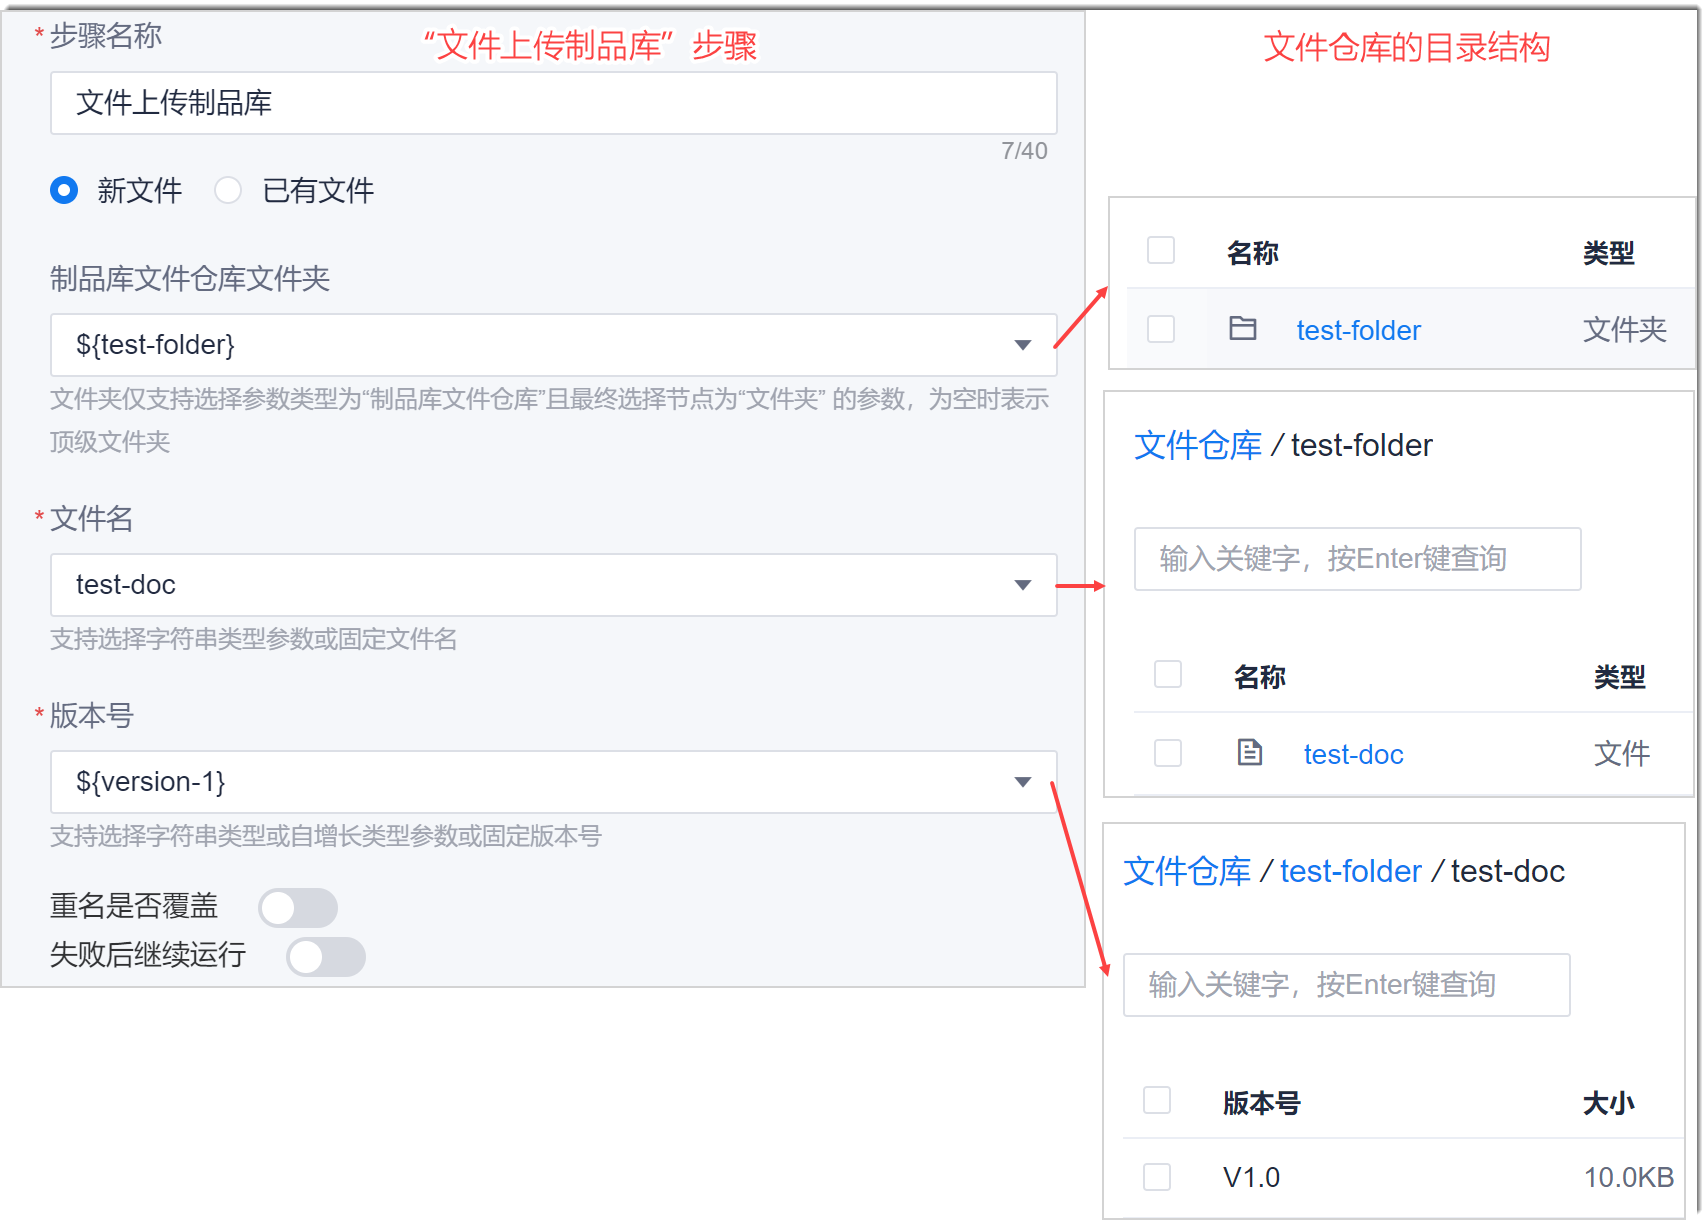 * 步骤名称
“文件上传制品库” 步骤
文件上传制品库
7/40
新文件
已有文件
制品库文件仓库文件夹
${test-folder}
文件夹仅支持选择参数类型为“制品库文件仓库”且最终选择节点为“文件夹” 的参数，为空时表示
顶级文件夹
* 文件名
test-doc
支持选择字符串类型参数或固定文件名
* 版本号
${version-1}
支持选择字符串类型或自增长类型参数或固定版本号
重名是否覆盖
失败后继续运行
文件仓库的目录结构
名称 类型
test-folder 文件夹
文件仓库 / test-folder
输入关键字，按Enter键查询
名称 类型
test-doc 文件
文件仓库 / test-folder / test-doc
输入关键字，按Enter键查询
版本号 大小
V1.0 10.0KB